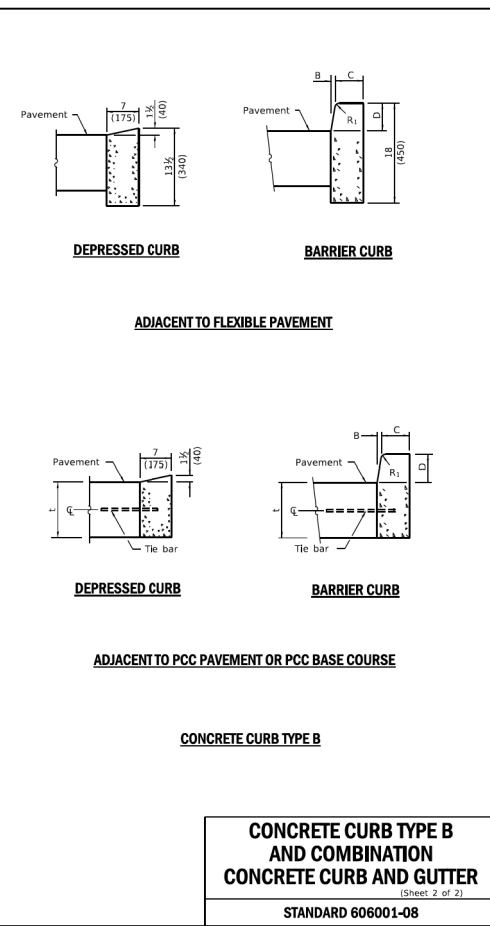 7
(175)
1½
(40)
Pavement
13½
(340)
DEPRESSED CURB
B
C
Pavement
R1
D
18
(450)
BARRIER CURB
ADJACENT TO FLEXIBLE PAVEMENT
7
(175)
1½
(40)
Pavement
t
℄
Tie bar
DEPRESSED CURB
B
C
Pavement
R1
D
t
℄
Tie bar
BARRIER CURB
ADJACENT TO PCC PAVEMENT OR PCC BASE COURSE
CONCRETE CURB TYPE B
CONCRETE CURB TYPE B
AND COMBINATION
CONCRETE CURB AND GUTTER
(Sheet 2 of 2)
STANDARD 606001-08